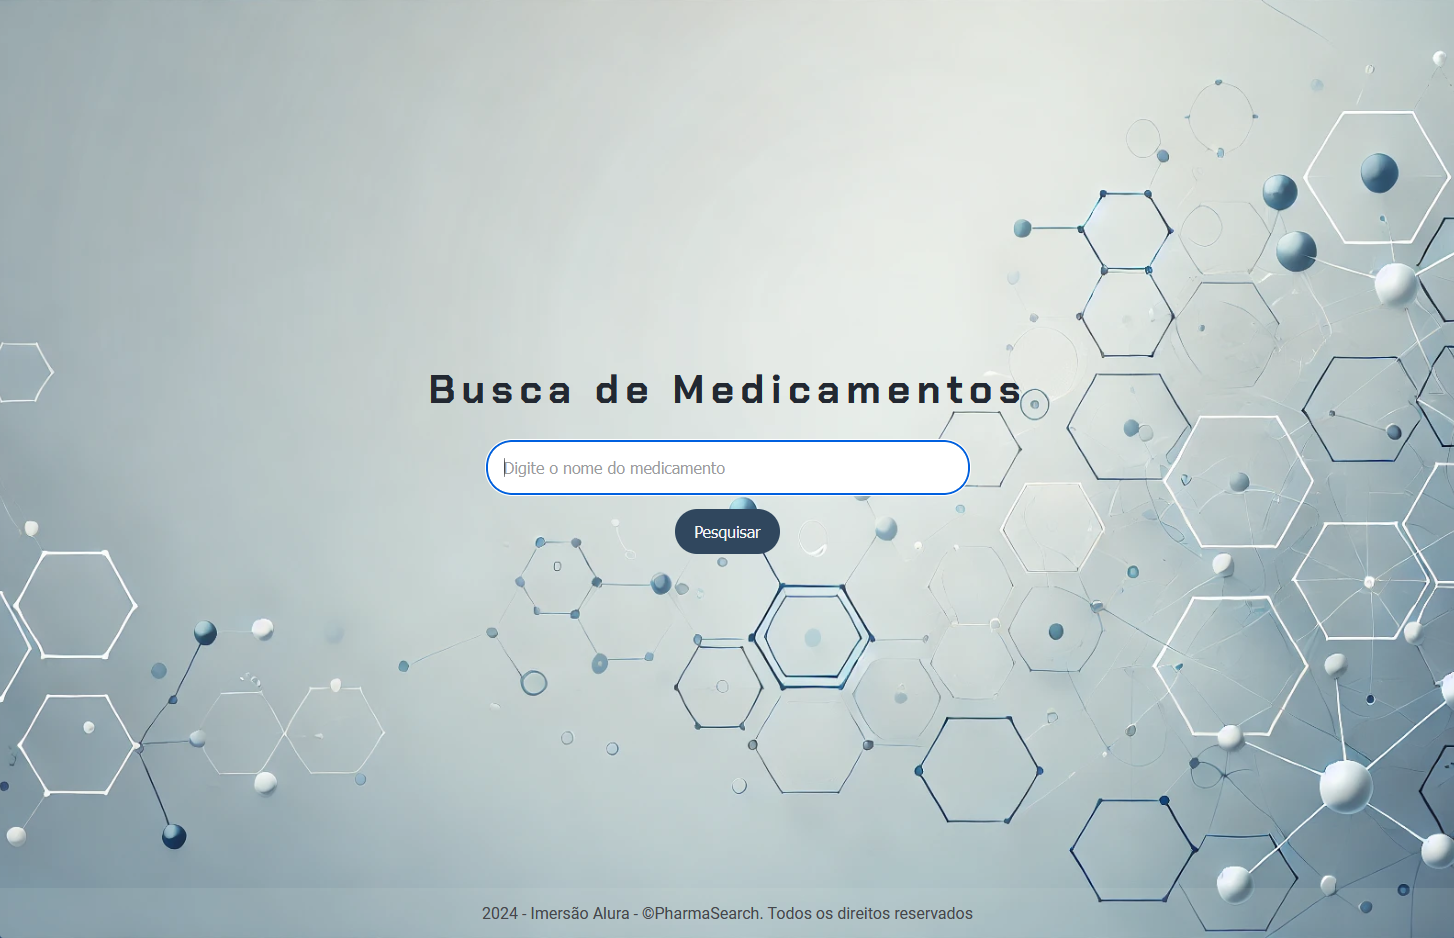 Busca de Medicamentos
Digite o nome do medicamento
Pesquisar
2024 - Imersão Alura - ©PharmaSearch. Todos os direitos reservados